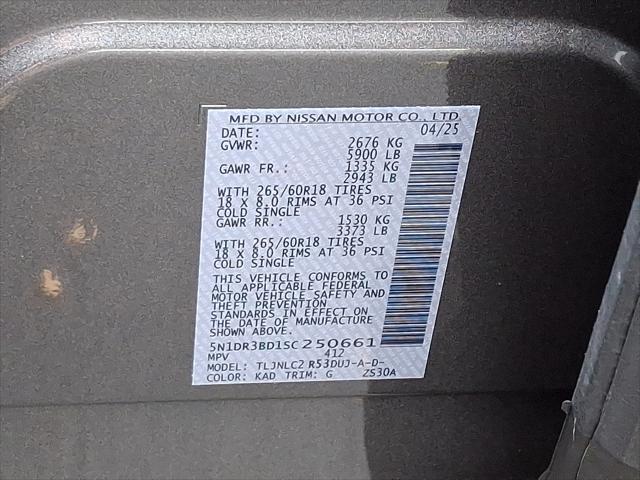 MFD BY NISSAN MOTOR CO., LTD.
DATE: 04/25
GVWR: 2676 KG
5900 LB
GAWR FR.: 1335 KG
2943 LB
WITH 265/60R18 TIRES
18 X 8.0 RIMS AT 36 PSI
COLD SINGLE
GAWR RR.: 1530 KG
3373 LB
WITH 265/60R18 TIRES
18 X 8.0 RIMS AT 36 PSI
COLD SINGLE
THIS VEHICLE CONFORMS TO
ALL APPLICABLE FEDERAL
MOTOR VEHICLE SAFETY AND
THEFT PREVENTION
STANDARDS IN EFFECT ON
THE DATE OF MANUFACTURE
SHOWN ABOVE.
5N1DR3BD1SC250661
MPV 412
MODEL: TLJNLC2 R53DUJ-A-D-
COLOR: KAD TRIM: G ZS30A